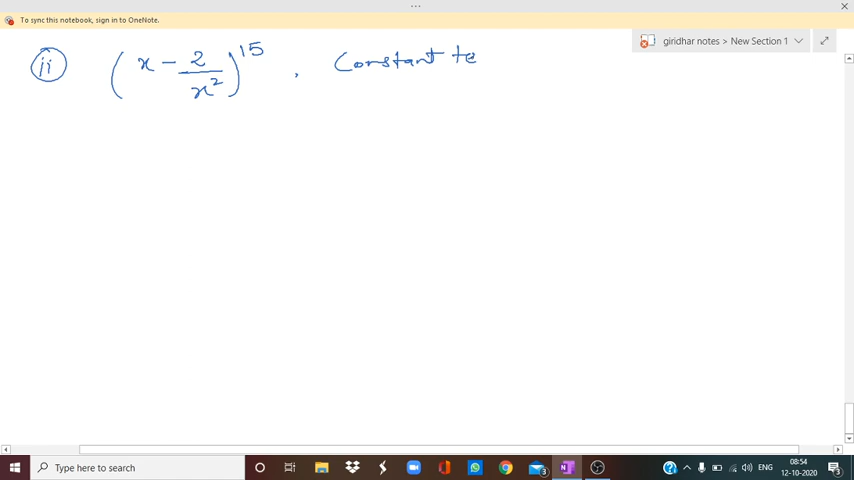 To sync this notebook, sign in to OneNote.
giridhar notes > New Section 1
ii (x - 2/x²)^15 , Constant te
Type here to search
ENG
08:54
12-10-2020